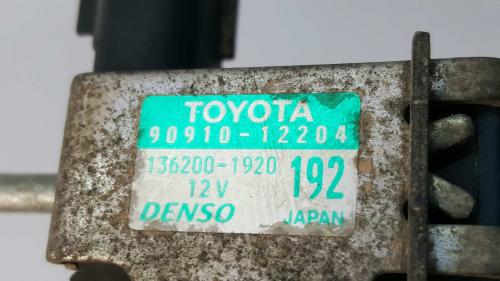 TOYOTA
90910-12204
136200-1920
12V
192
DENSO
JAPAN